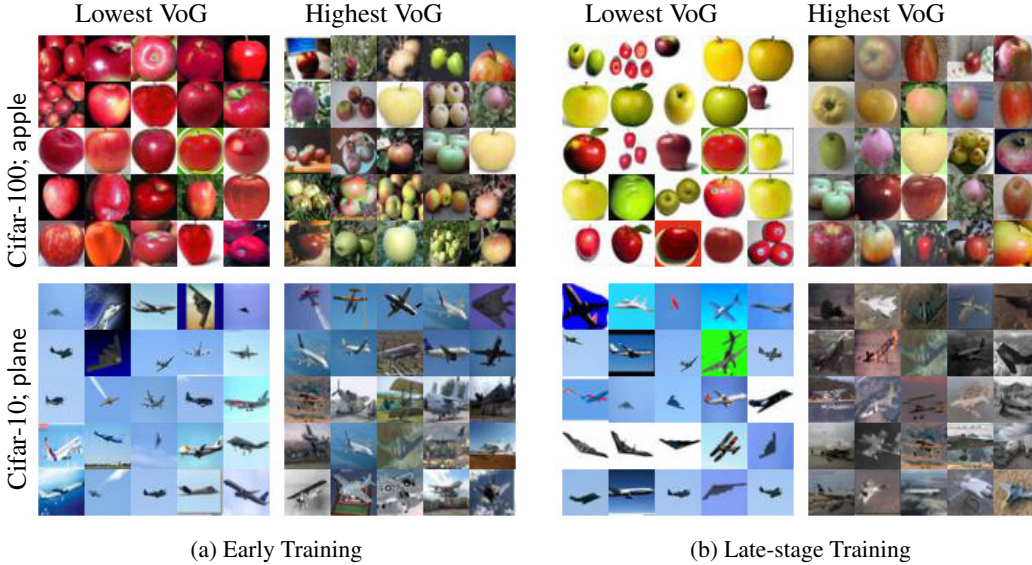 Lowest VoG
Highest VoG
Lowest VoG
Highest VoG
Cifar-100; apple
Cifar-10; plane
(a) Early Training
(b) Late-stage Training